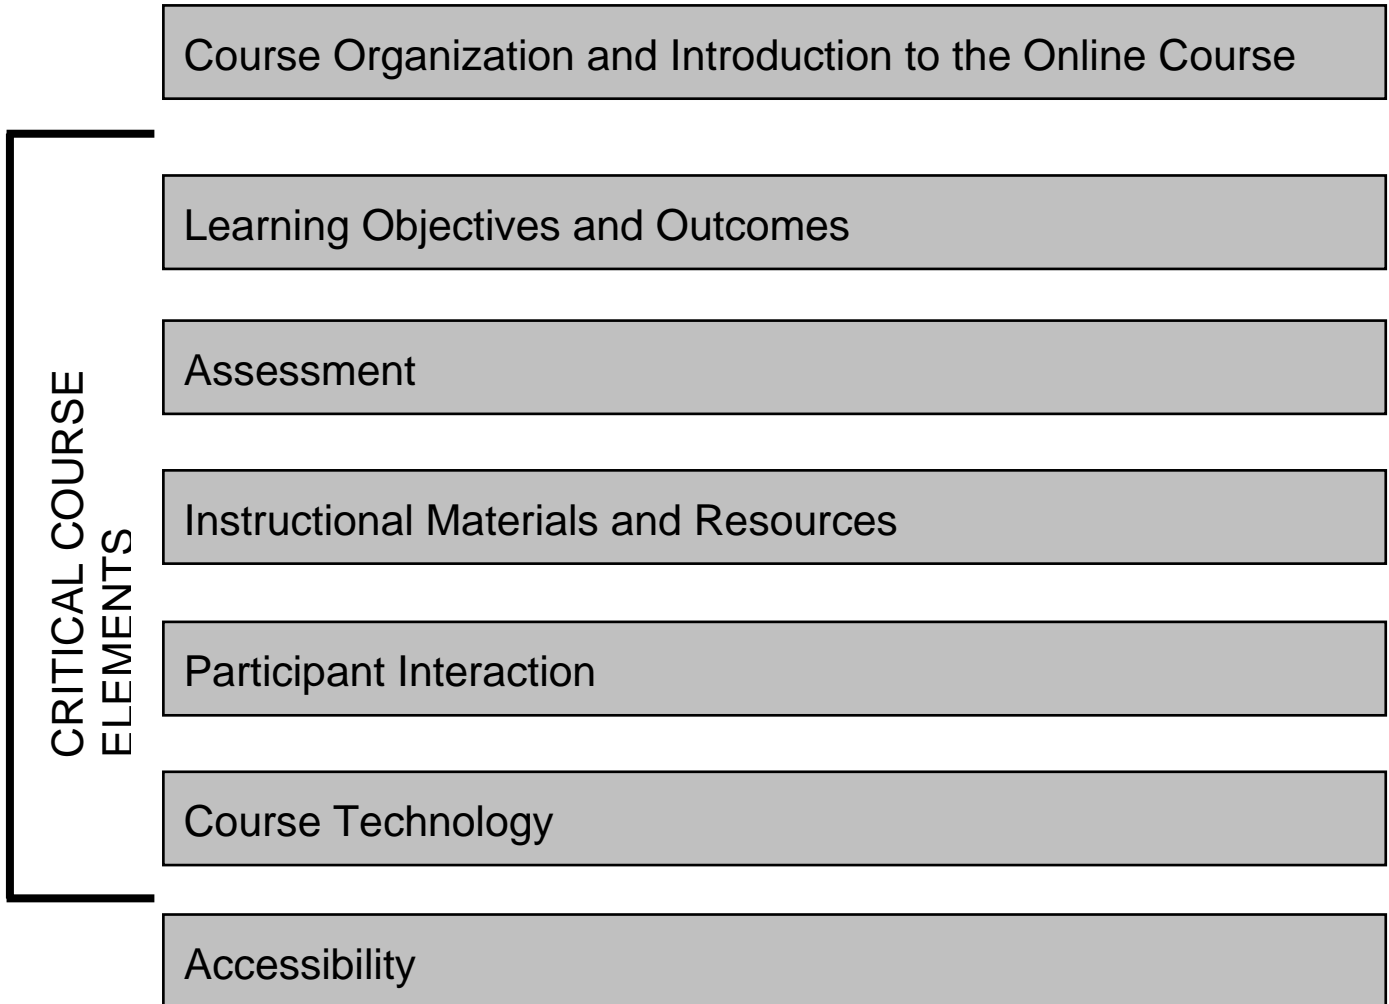 Course Organization and Introduction to the Online Course
Learning Objectives and Outcomes
Assessment
Instructional Materials and Resources
Participant Interaction
Course Technology
Accessibility
CRITICAL COURSE
ELEMENTS